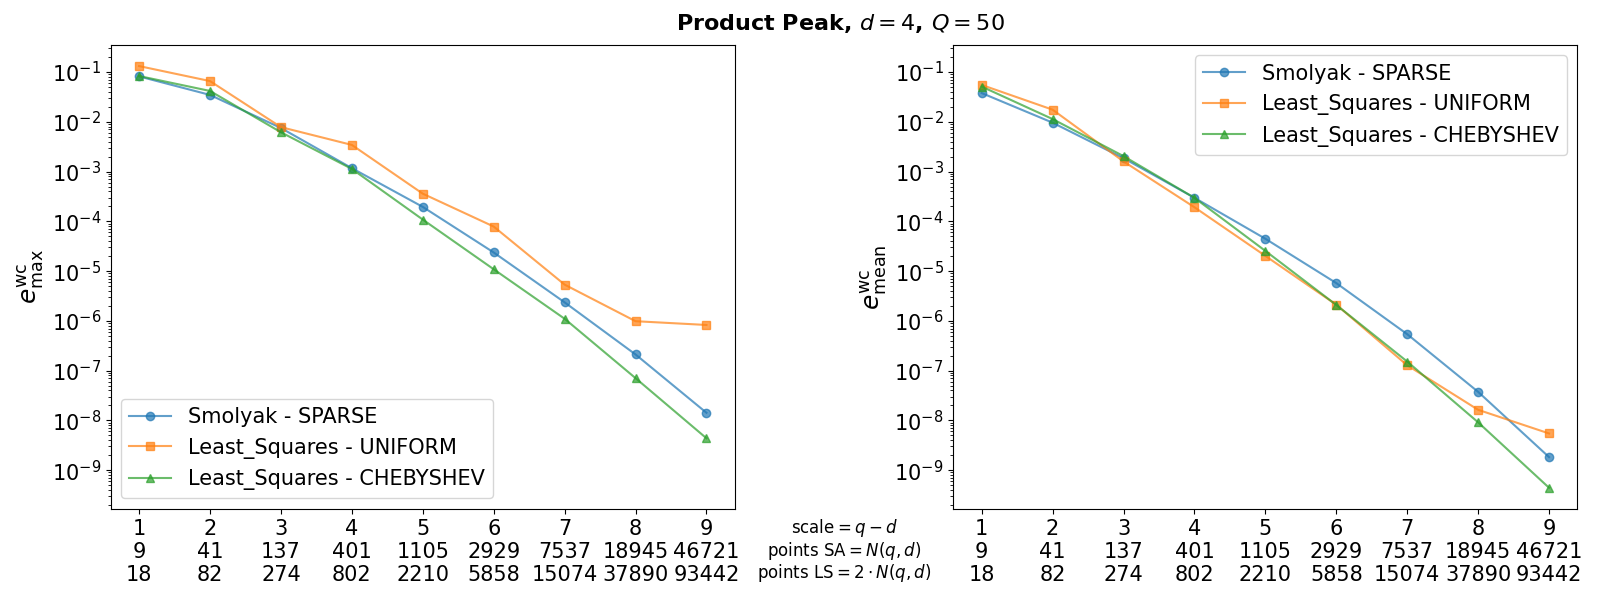 Product Peak, d = 4, Q = 50
e^wc_max
10^-1
10^-2
10^-3
10^-4
10^-5
10^-6
10^-7
10^-8
10^-9
Smolyak - SPARSE
Least_Squares - UNIFORM
Least_Squares - CHEBYSHEV
1 2 3 4 5 6 7 8 9
9 41 137 401 1105 2929 7537 18945 46721
18 82 274 802 2210 5858 15074 37890 93442
scale = q − d
points SA = N(q, d)
points LS = 2 · N(q, d)
e^wc_mean
10^-1
10^-2
10^-3
10^-4
10^-5
10^-6
10^-7
10^-8
10^-9
Smolyak - SPARSE
Least_Squares - UNIFORM
Least_Squares - CHEBYSHEV
1 2 3 4 5 6 7 8 9
9 41 137 401 1105 2929 7537 18945 46721
18 82 274 802 2210 5858 15074 37890 93442